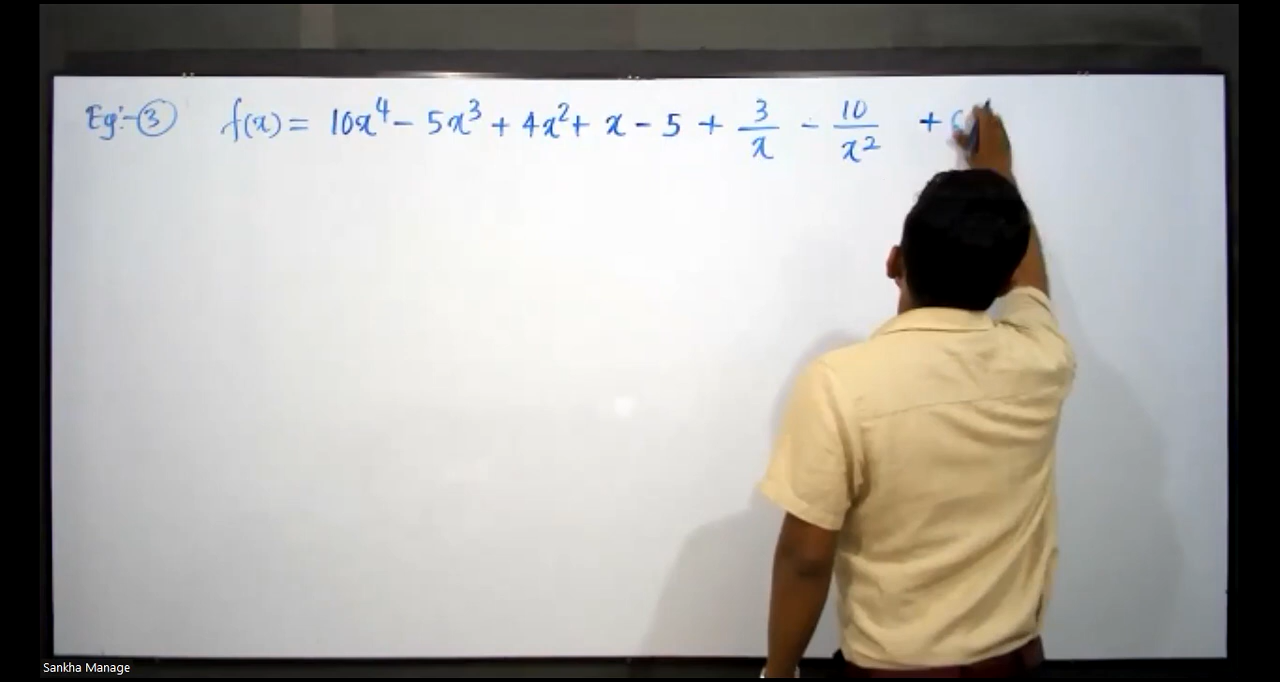 Eg:- ③ f(x) = 10x⁴ - 5x³ + 4x² + x - 5 + 3/x - 10/x² +
Sankha Manage